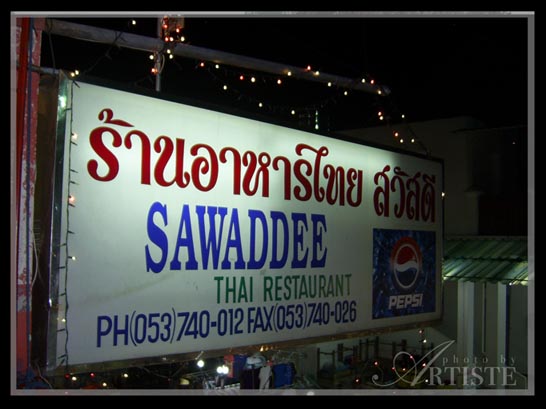 ร้านอาหารไทย สวัสดี
SAWADDEE
THAI RESTAURANT
PH(053)740-012 FAX(053)740-026
PEPSI
photo by
ARTISTE